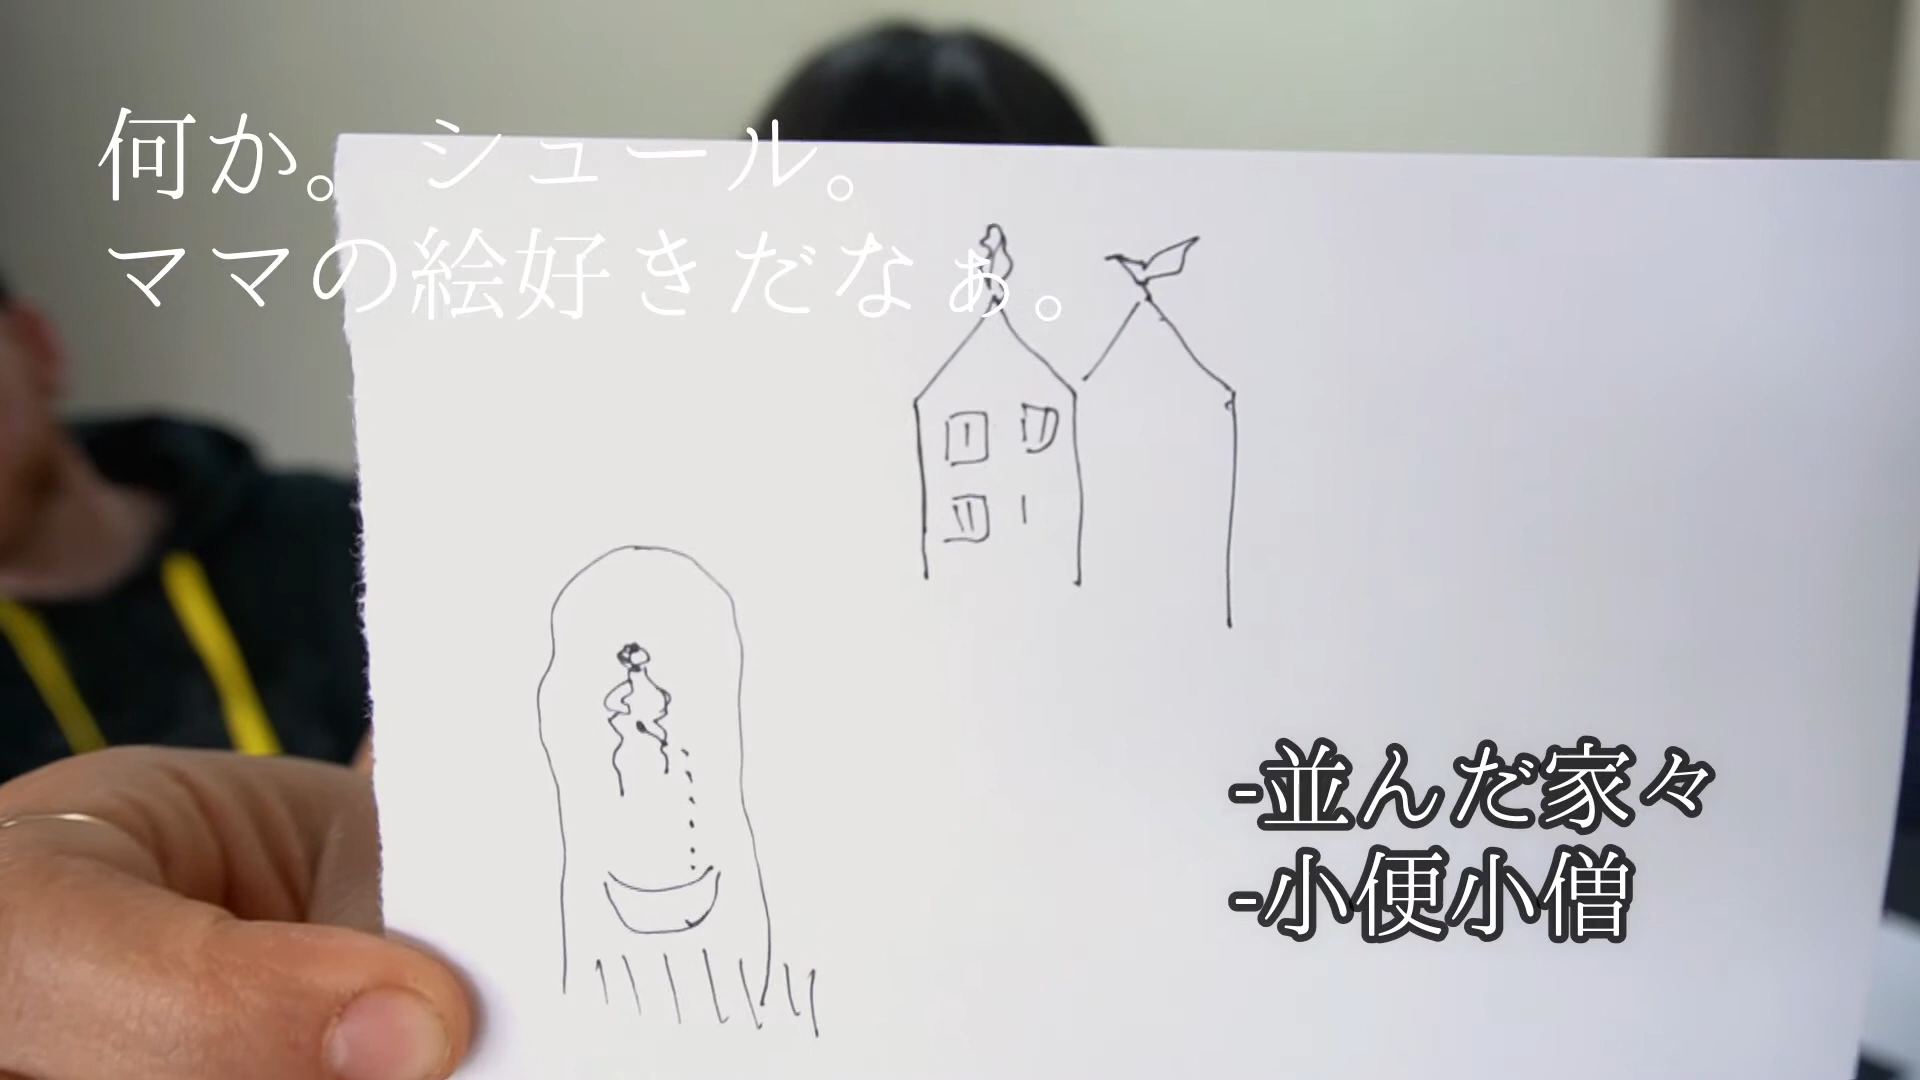 何か。シュール。
ママの絵好きだなぁ。
-並んだ家々
-小便小僧